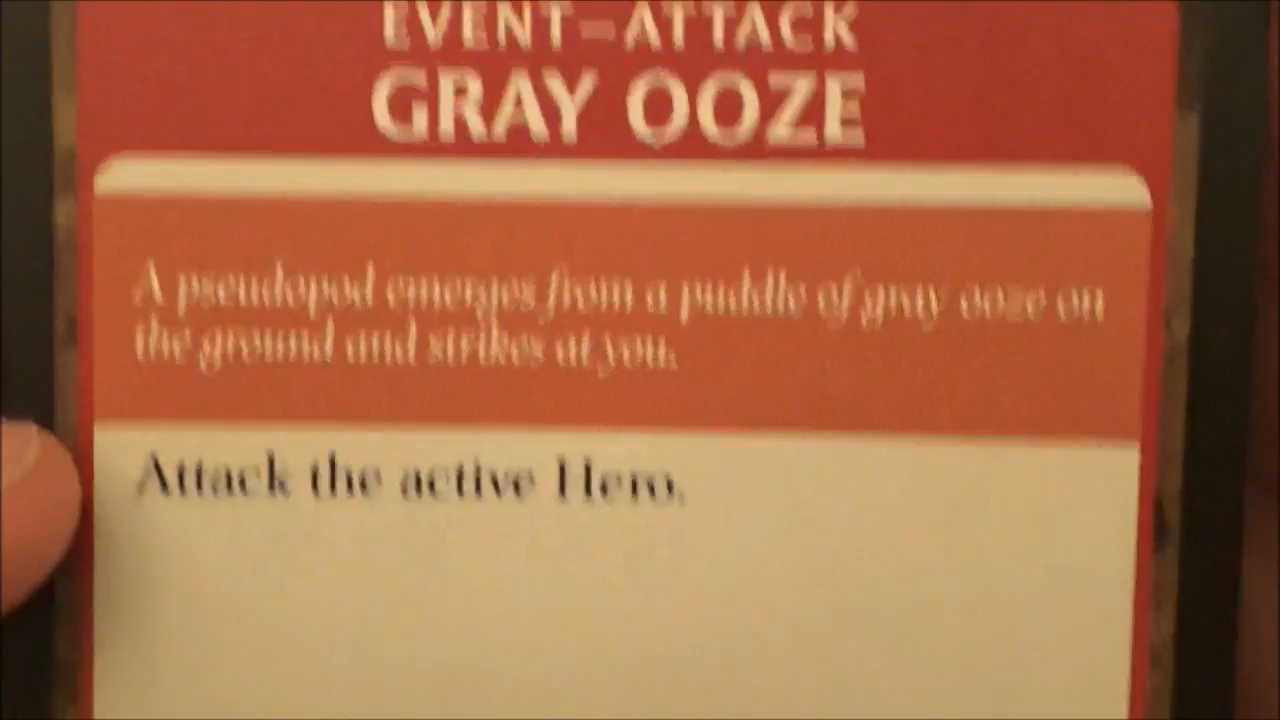 EVENT–ATTACK
GRAY OOZE
A pseudopod emerges from a puddle of gray ooze on
the ground and strikes at you.
Attack the active Hero.